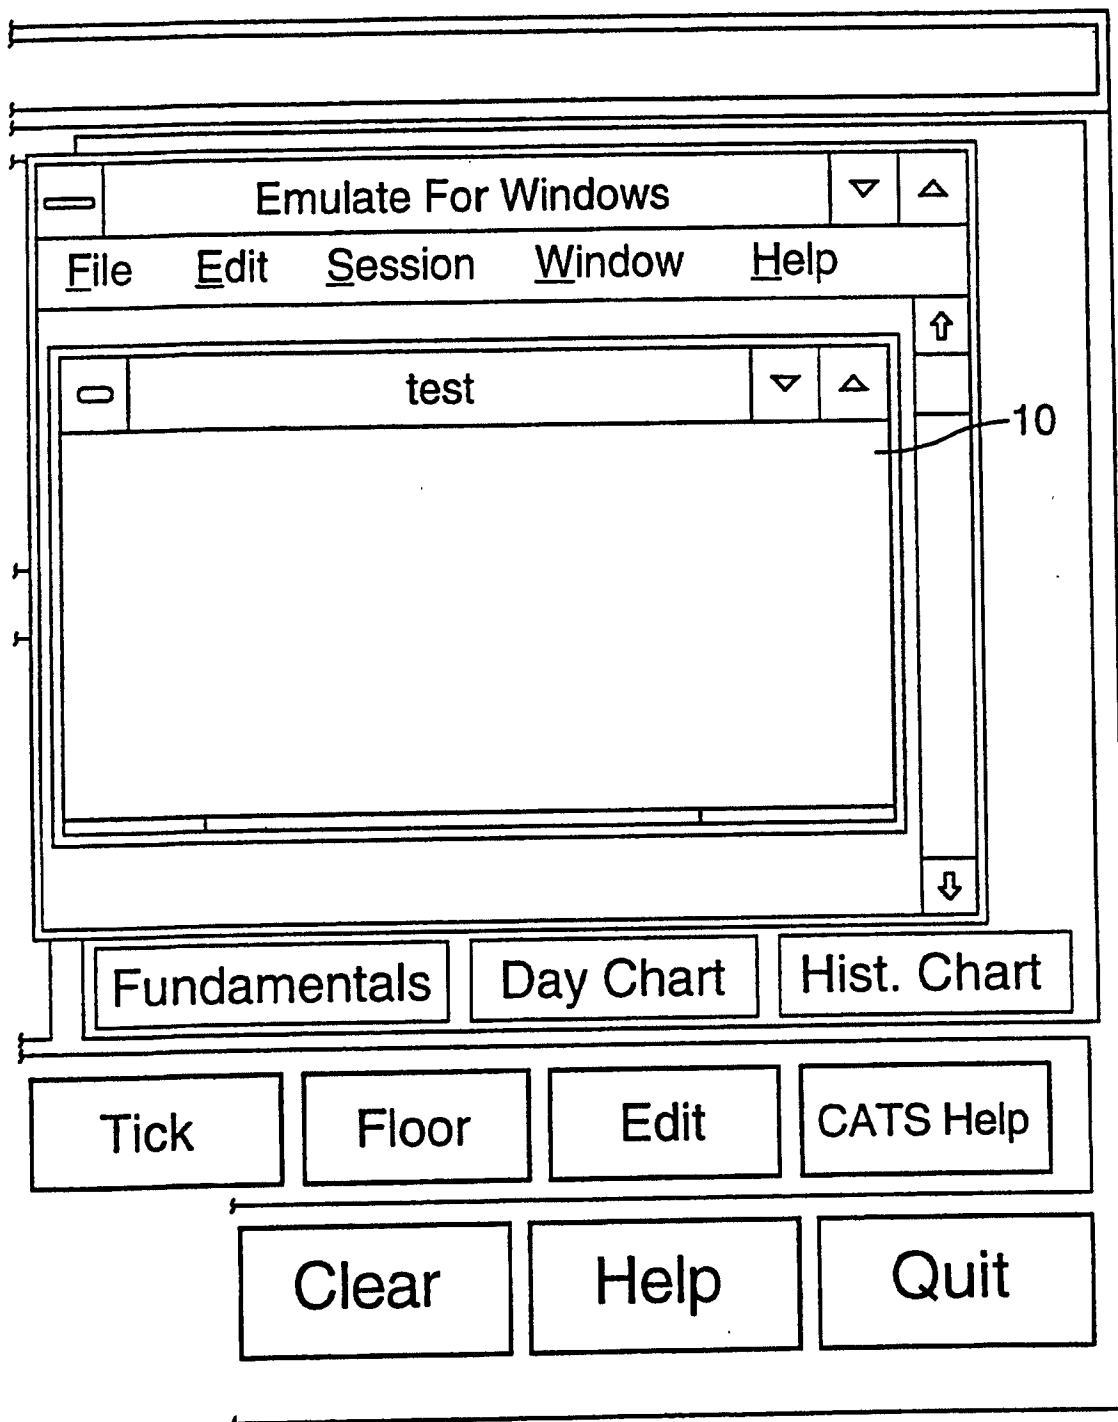 Emulate For Windows
File Edit Session Window Help
test
10
Fundamentals Day Chart Hist. Chart
Tick Floor Edit CATS Help
Clear Help Quit